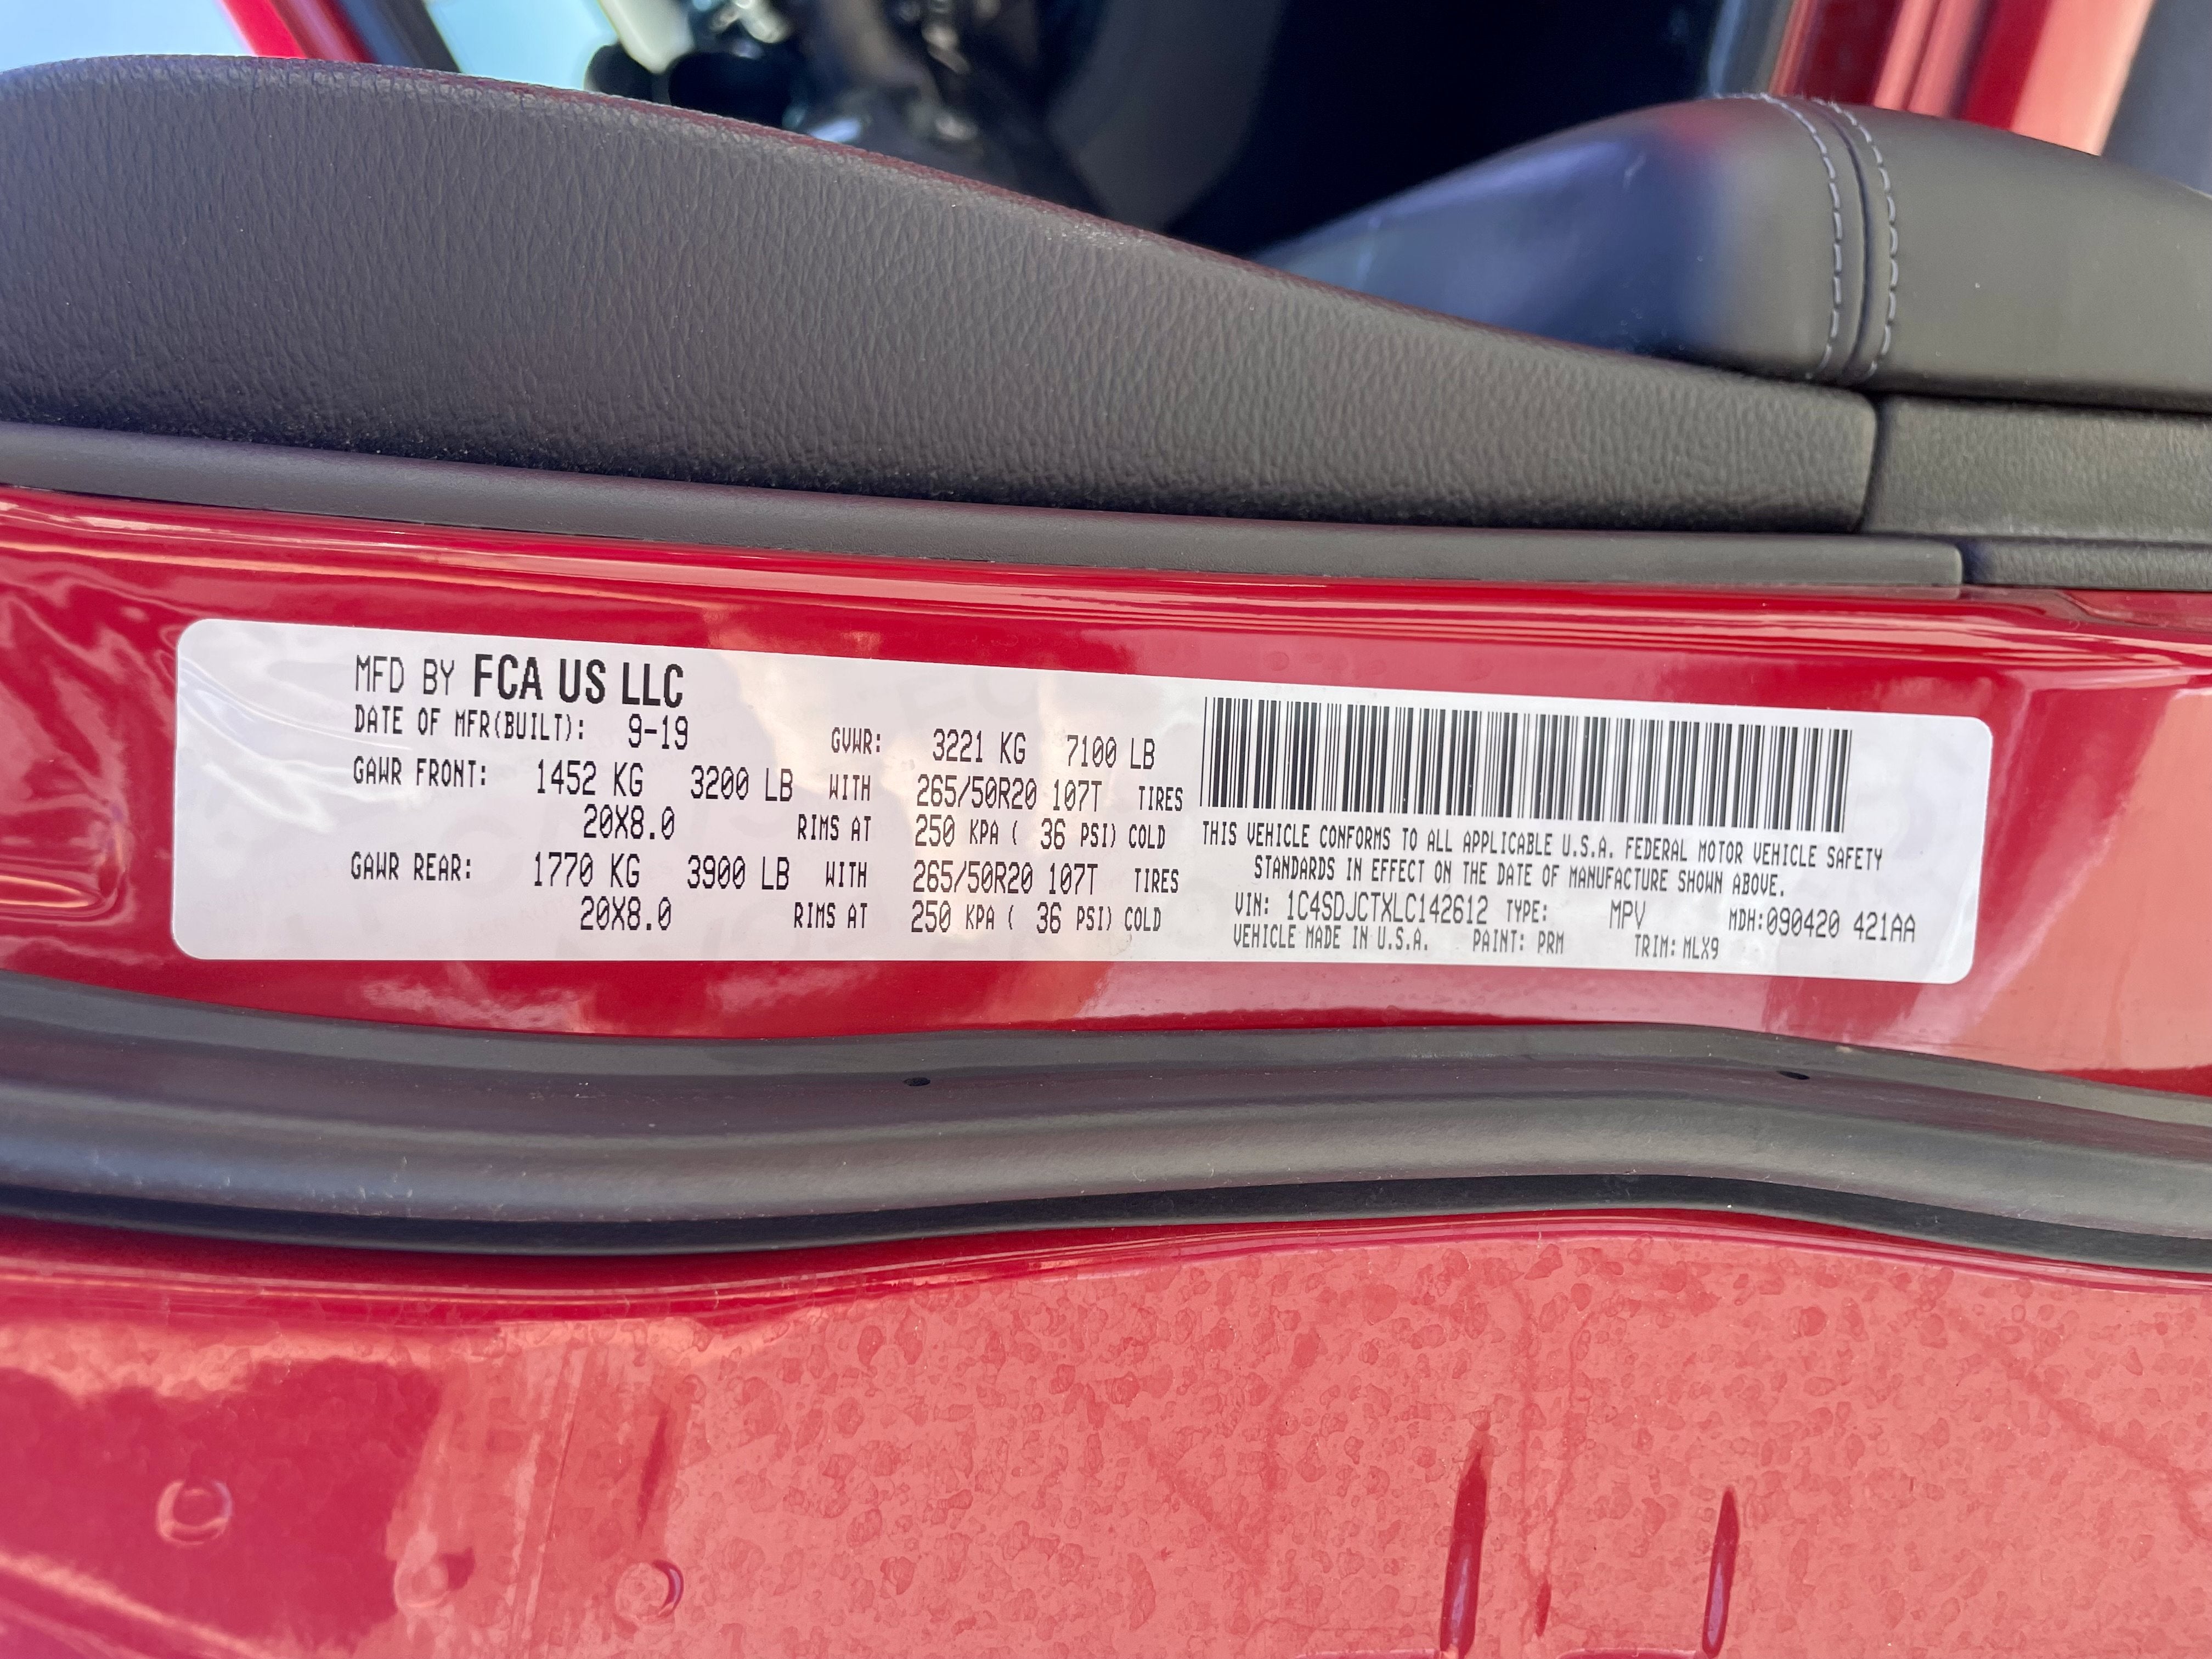 MFD BY FCA US LLC
DATE OF MFR(BUILT): 9-19 GVWR: 3221 KG 7100 LB
GAWR FRONT: 1452 KG 3200 LB WITH 265/50R20 107T TIRES
20X8.0 RIMS AT 250 KPA ( 36 PSI) COLD
GAWR REAR: 1770 KG 3900 LB WITH 265/50R20 107T TIRES
20X8.0 RIMS AT 250 KPA ( 36 PSI) COLD
THIS VEHICLE CONFORMS TO ALL APPLICABLE U.S.A. FEDERAL MOTOR VEHICLE SAFETY
STANDARDS IN EFFECT ON THE DATE OF MANUFACTURE SHOWN ABOVE.
VIN: 1C4SDJCTXLC142612 TYPE: MPV MDH:090420 421AA
VEHICLE MADE IN U.S.A. PAINT: PRM TRIM: MLX9